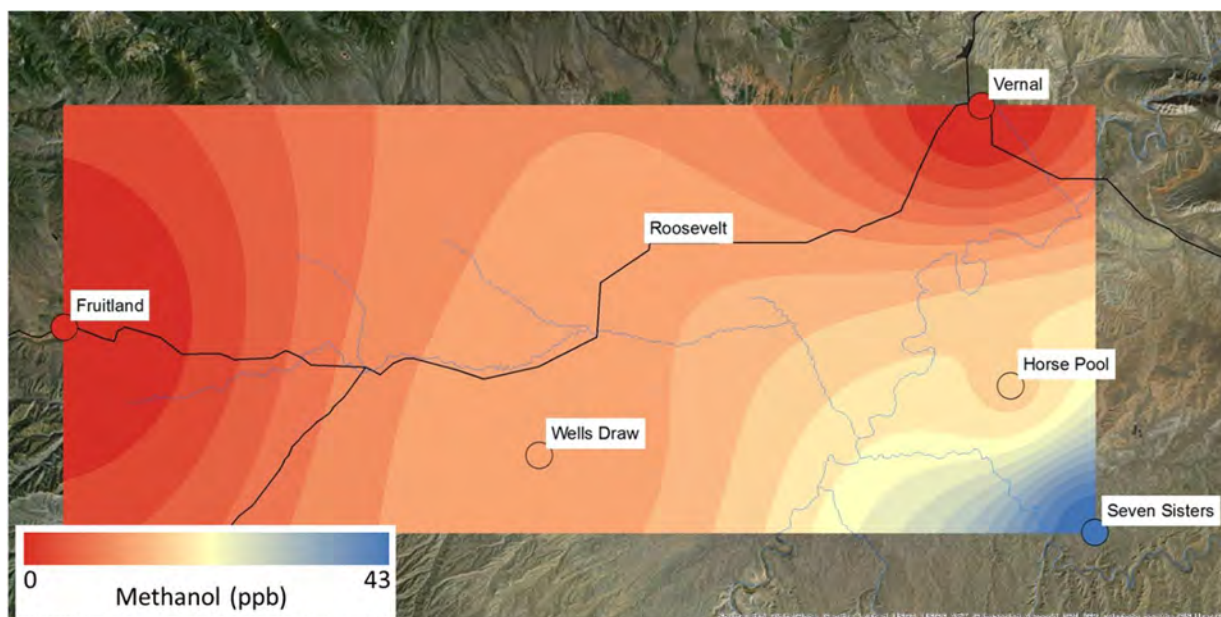 Vernal
Roosevelt
Fruitland
Horse Pool
Wells Draw
Seven Sisters
0 43
Methanol (ppb)